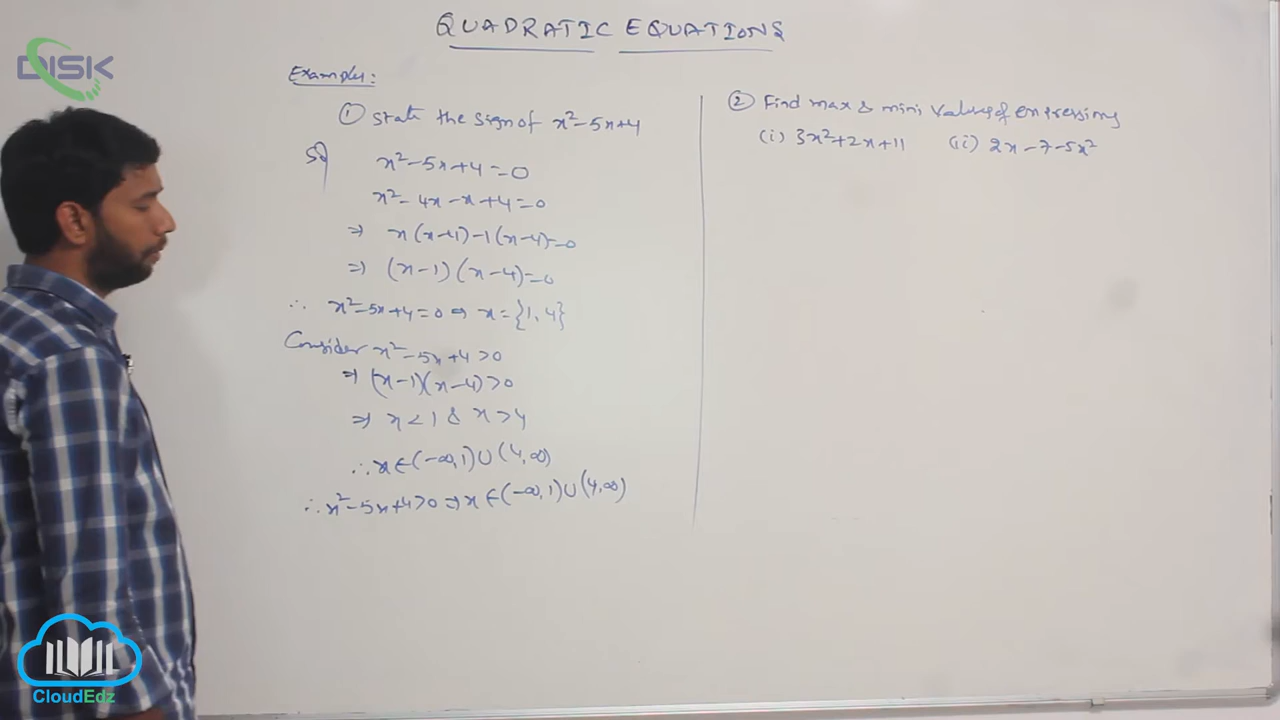 DISK
QUADRATIC EQUATIONS
Examples:
① State the sign of x²-5x+4
Sol
x²-5x+4=0
x²-4x-x+4=0
⇒ x(x-4)-1(x-4)=0
⇒ (x-1)(x-4)=0
∴ x²-5x+4=0 ⇒ x={1,4}
Consider x²-5x+4>0
⇒ (x-1)(x-4)>0
⇒ x<1 & x>4
∴ x∈(-∞,1)∪(4,∞)
∴ x²-5x+4>0 ⇒ x∈(-∞,1)∪(4,∞)
② Find max & mini values of expressions
(i) 3x²+2x+11 (ii) 2x-7-5x²
CloudEdz